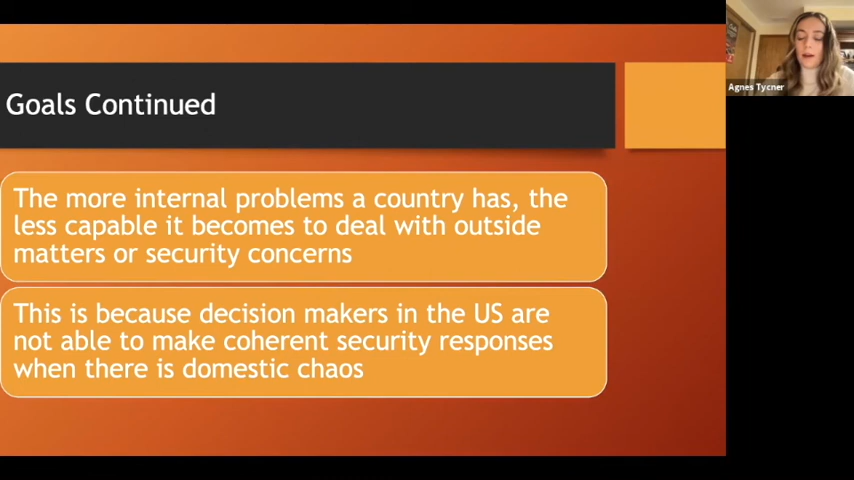 Goals Continued
Agnes Tycner
The more internal problems a country has, the
less capable it becomes to deal with outside
matters or security concerns
This is because decision makers in the US are
not able to make coherent security responses
when there is domestic chaos